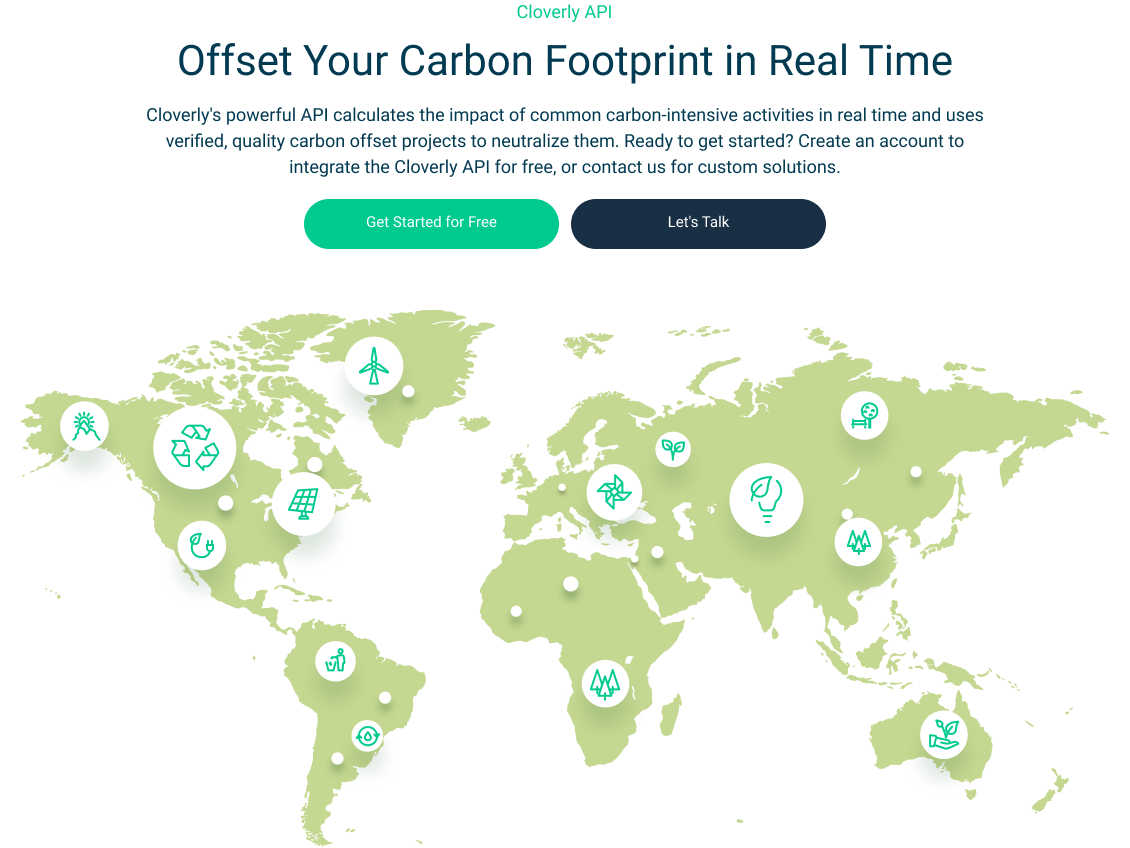 Cloverly API
Offset Your Carbon Footprint in Real Time
Cloverly's powerful API calculates the impact of common carbon-intensive activities in real time and uses
verified, quality carbon offset projects to neutralize them. Ready to get started? Create an account to
integrate the Cloverly API for free, or contact us for custom solutions.
Get Started for Free
Let's Talk